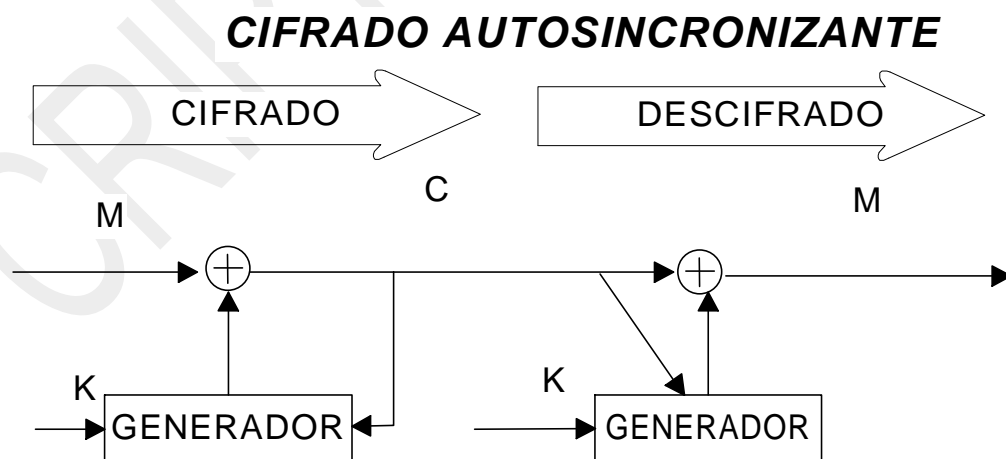 CIFRADO AUTOSINCRONIZANTE
CIFRADO
DESCIFRADO
M
C
M
K
GENERADOR
K
GENERADOR